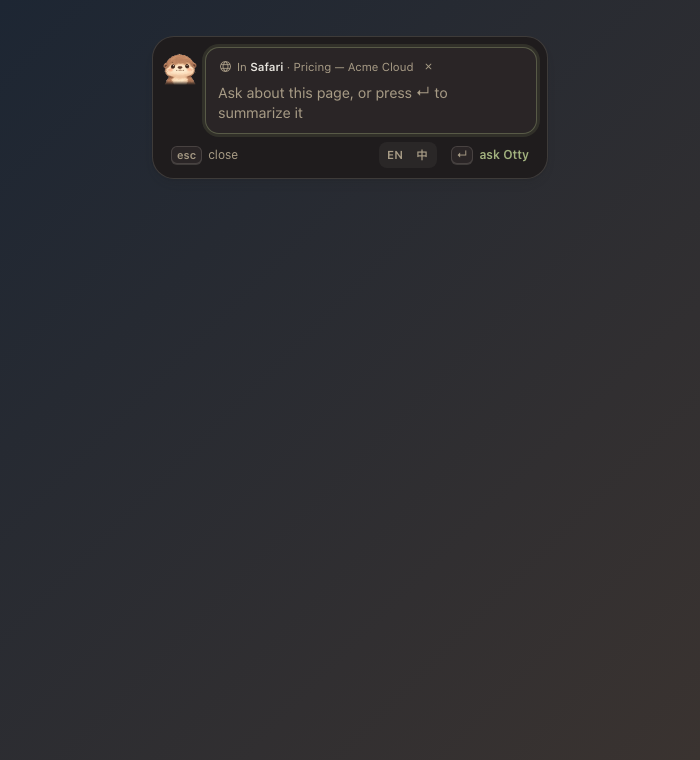 In Safari · Pricing — Acme Cloud ×
Ask about this page, or press ↵ to
summarize it
esc close EN 中 ↵ ask Otty